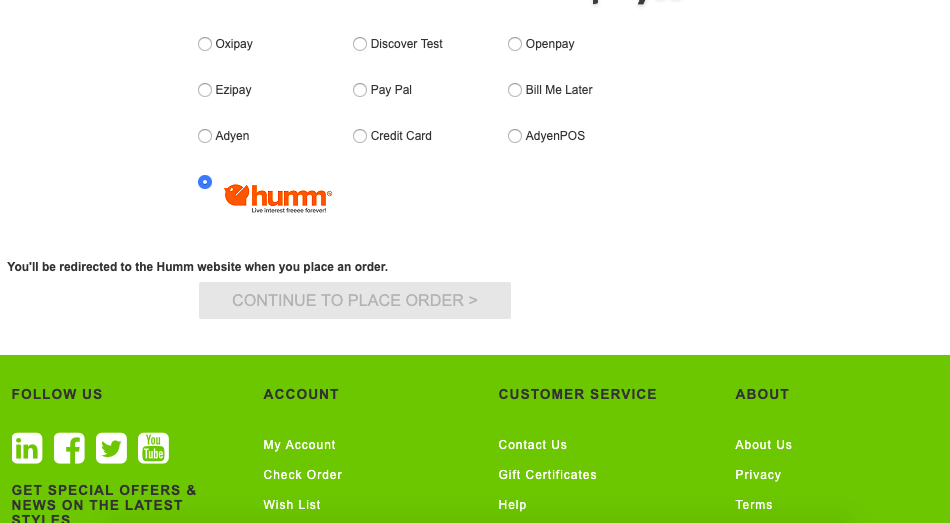 Oxipay Discover Test Openpay
Ezipay Pay Pal Bill Me Later
Adyen Credit Card AdyenPOS
humm
Live interest freeee forever!
You'll be redirected to the Humm website when you place an order.
CONTINUE TO PLACE ORDER >
FOLLOW US ACCOUNT CUSTOMER SERVICE ABOUT
in f You Tube
My Account Contact Us About Us
Check Order Gift Certificates Privacy
GET SPECIAL OFFERS &
NEWS ON THE LATEST Wish List Help Terms
STYLES